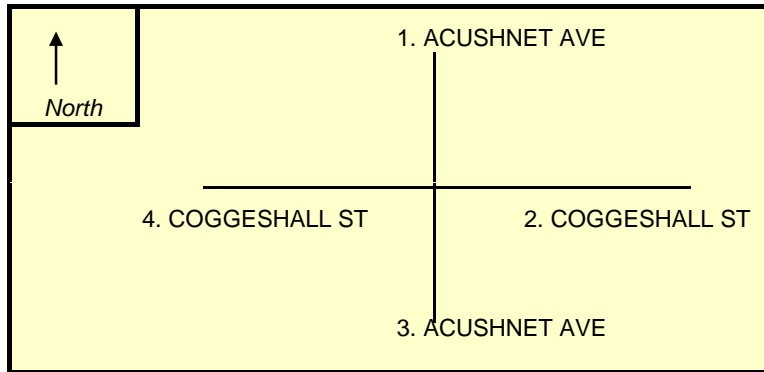 1. ACUSHNET AVE
North
4. COGGESHALL ST
2. COGGESHALL ST
3. ACUSHNET AVE